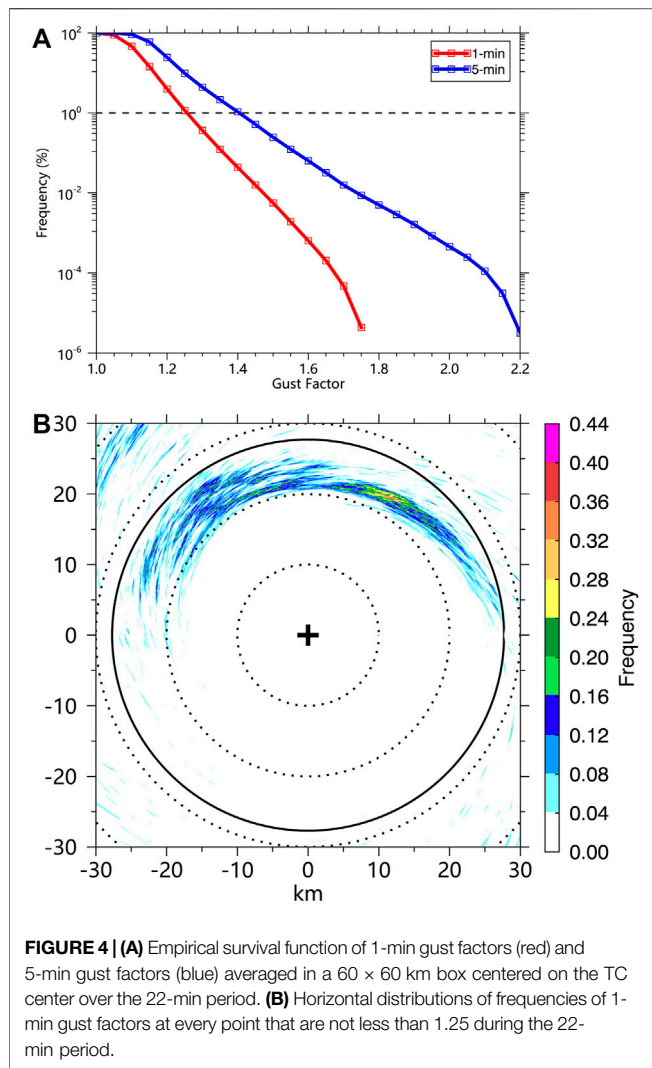 A
10²
10⁰
10⁻²
10⁻⁴
10⁻⁶
Frequency (%)
1-min
5-min
1.0 1.2 1.4 1.6 1.8 2.0 2.2
Gust Factor
B
30
20
10
0
-10
-20
-30
-30 -20 -10 0 10 20 30
km
0.44
0.40
0.36
0.32
0.28
0.24
0.20
0.16
0.12
0.08
0.04
0.00
Frequency
FIGURE 4 | (A) Empirical survival function of 1-min gust factors (red) and
5-min gust factors (blue) averaged in a 60 × 60 km box centered on the TC
center over the 22-min period. (B) Horizontal distributions of frequencies of 1-
min gust factors at every point that are not less than 1.25 during the 22-
min period.